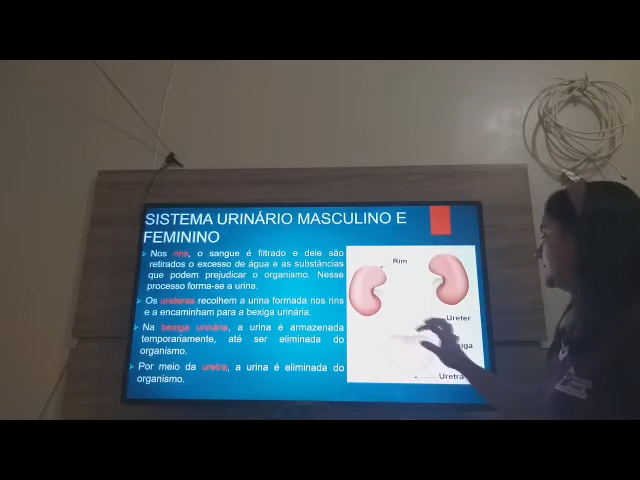 SISTEMA URINÁRIO MASCULINO E
FEMININO
Nos rins, o sangue é filtrado e dele são
retirados o excesso de água e as substâncias
que podem prejudicar o organismo. Nesse
processo forma-se a urina.
Os ureteres recolhem a urina formada nos rins
e a encaminham para a bexiga urinária.
Na bexiga urinária, a urina é armazenada
temporariamente, até ser eliminada do
organismo.
Por meio da uretra, a urina é eliminada do
organismo.
Rim
Ureter
xiga
Uretra